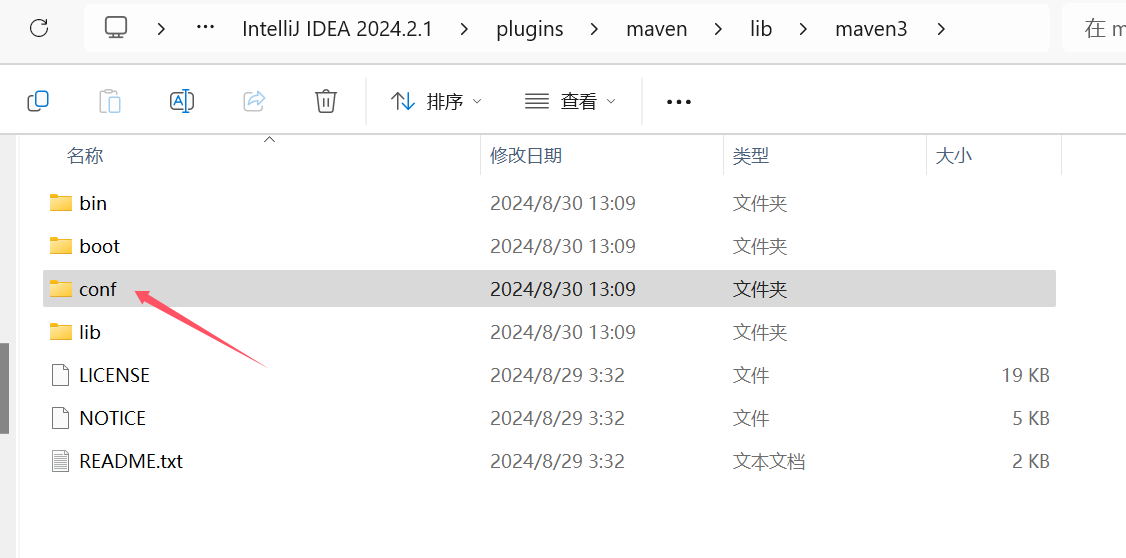 IntelliJ IDEA 2024.2.1 plugins maven lib maven3 在 m
排序 查看
名称 修改日期 类型 大小
bin 2024/8/30 13:09 文件夹
boot 2024/8/30 13:09 文件夹
conf 2024/8/30 13:09 文件夹
lib 2024/8/30 13:09 文件夹
LICENSE 2024/8/29 3:32 文件 19 KB
NOTICE 2024/8/29 3:32 文件 5 KB
README.txt 2024/8/29 3:32 文本文档 2 KB